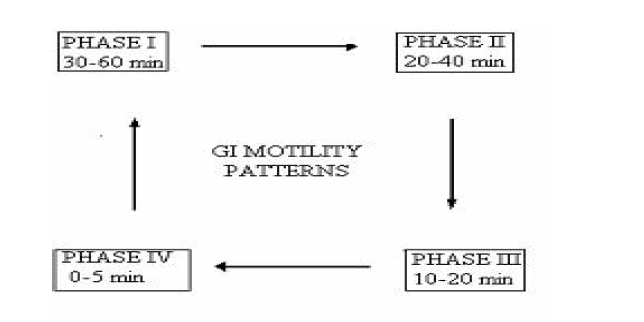 PHASE I
30-60 min
PHASE II
20-40 min
GI MOTILITY
PATTERNS
PHASE IV
0-5 min
PHASE III
10-20 min